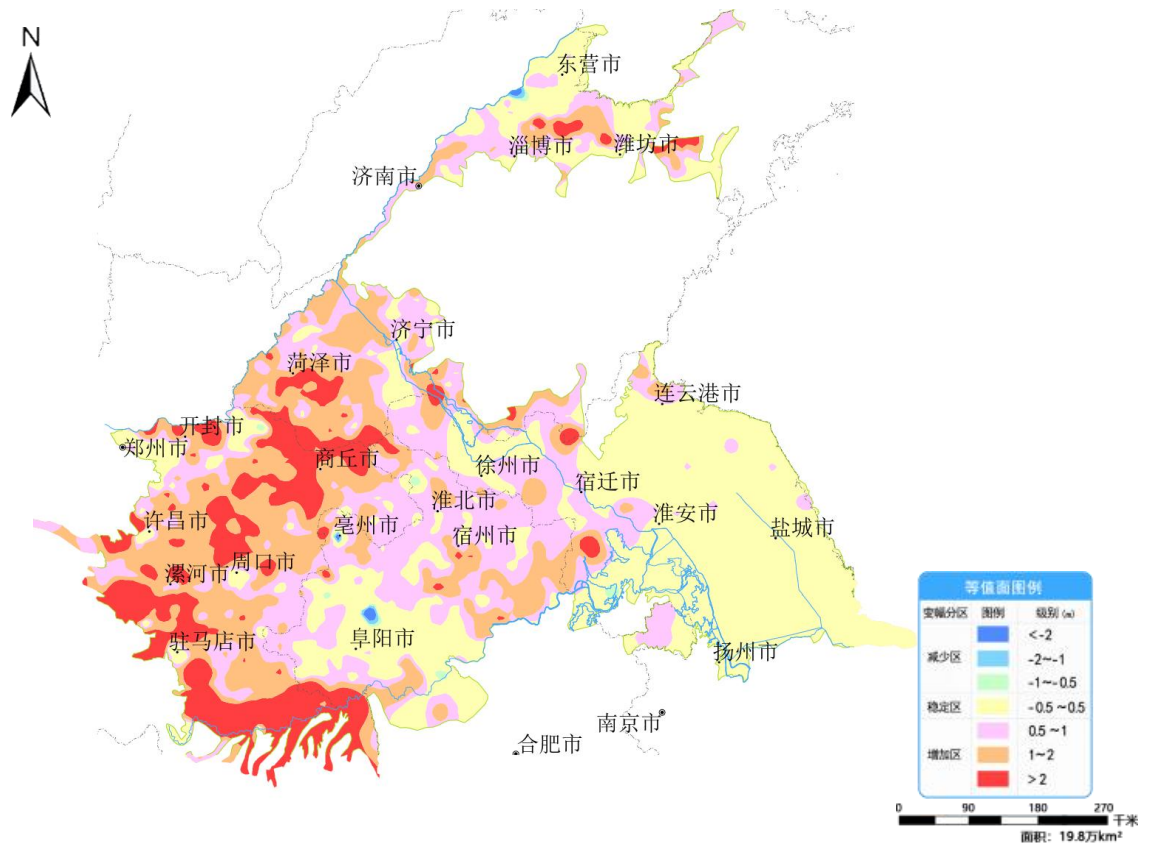 N
东营市
淄博市
潍坊市
济南市
济宁市
菏泽市
连云港市
开封市
郑州市
商丘市
徐州市
宿迁市
淮北市
许昌市
亳州市
宿州市
淮安市
盐城市
漯河市
周口市
驻马店市
阜阳市
扬州市
南京市
合肥市
等值面图例
变幅分区 图例 级别 (m)
<-2
减少区 -2~-1
-1~-0.5
稳定区 -0.5~0.5
0.5~1
增加区 1~2
>2
0 90 180 270
千米
面积: 19.8万km²